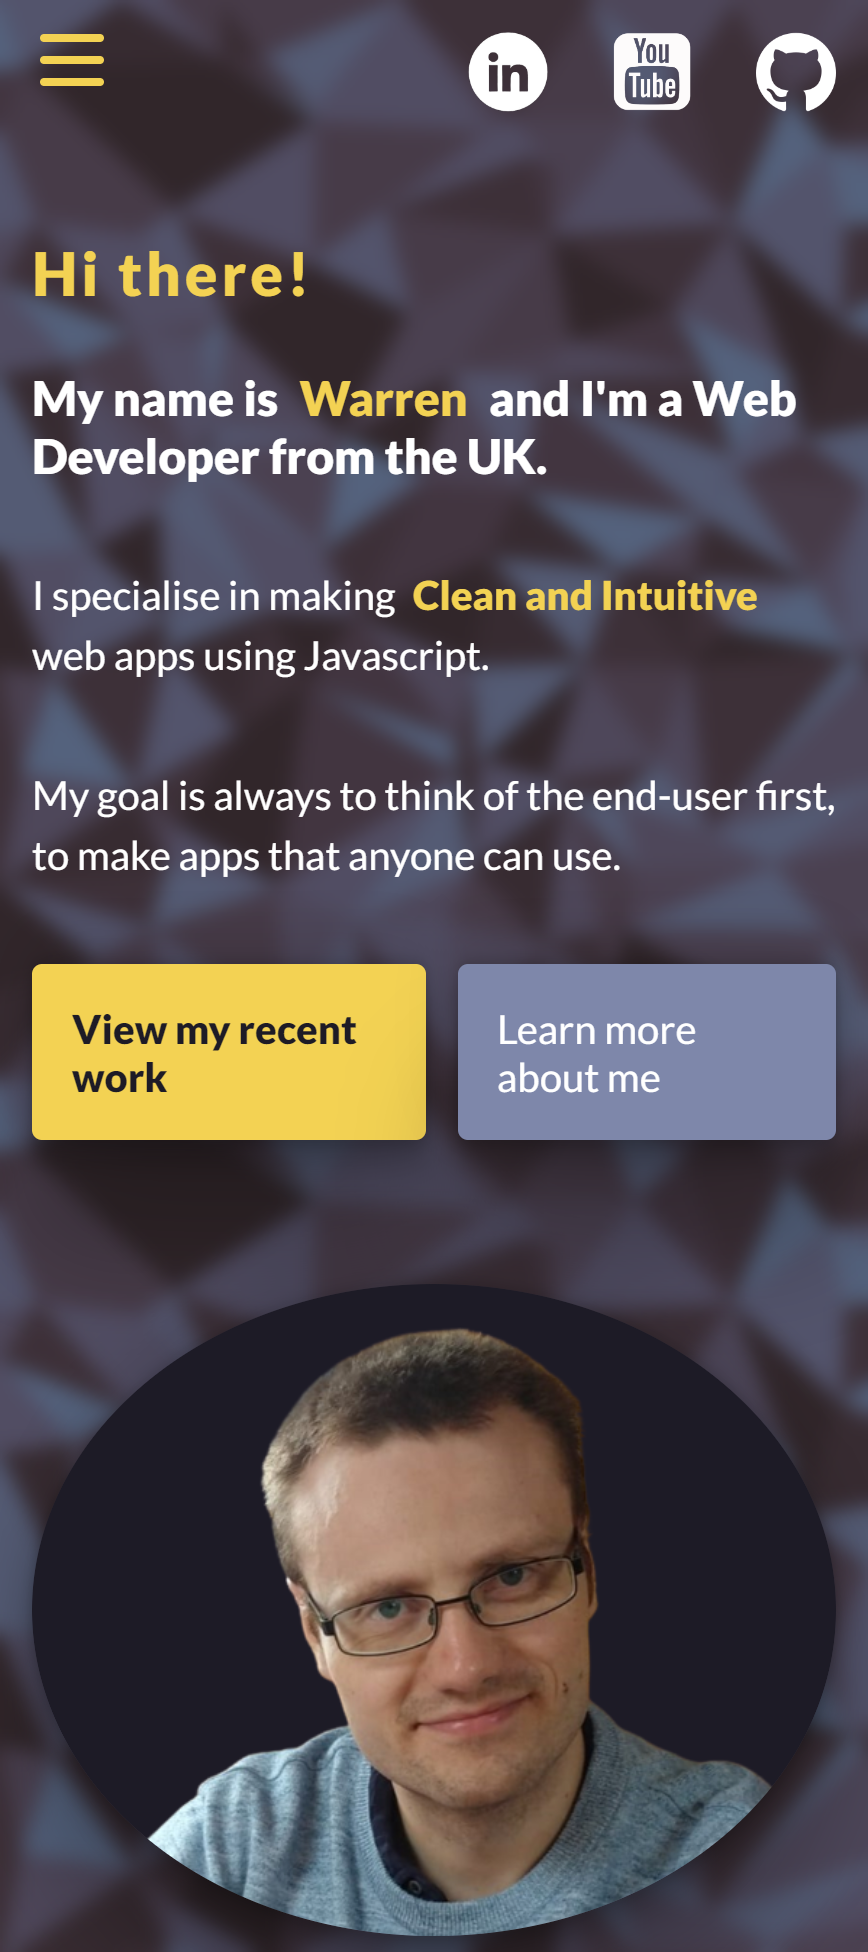 in
You
Tube
Hi there!
My name is Warren and I'm a Web
Developer from the UK.
I specialise in making Clean and Intuitive
web apps using Javascript.
My goal is always to think of the end-user first,
to make apps that anyone can use.
View my recent
work
Learn more
about me